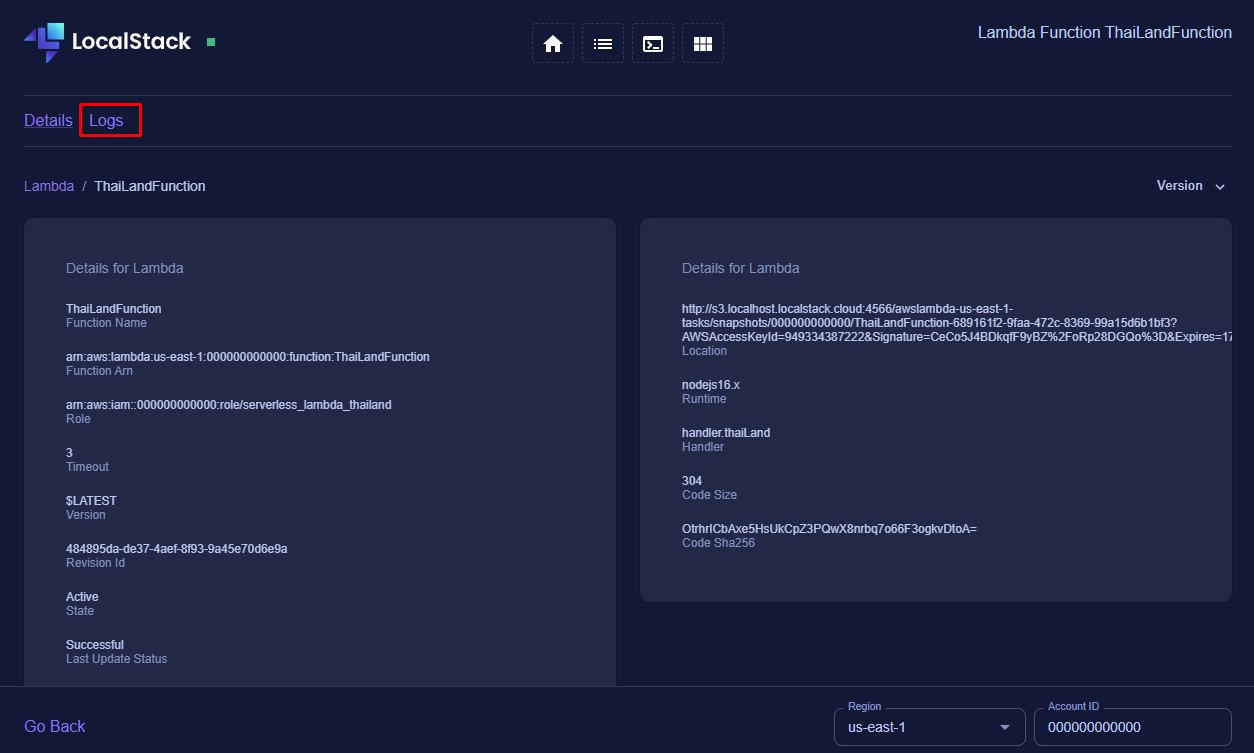 LocalStack
Lambda Function ThaiLandFunction
Details Logs
Lambda / ThaiLandFunction
Version
Details for Lambda
ThaiLandFunction
Function Name
arn:aws:lambda:us-east-1:000000000000:function:ThaiLandFunction
Function Arn
arn:aws:iam::000000000000:role/serverless_lambda_thailand
Role
3
Timeout
$LATEST
Version
484895da-de37-4aef-8f93-9a45e70d6e9a
Revision Id
Active
State
Successful
Last Update Status
Details for Lambda
http://s3.localhost.localstack.cloud:4566/awslambda-us-east-1-
tasks/snapshots/000000000000/ThaiLandFunction-689161f2-9faa-472c-8369-99a15d6b1bf3?
AWSAccessKeyId=949334387222&Signature=CeCo5J4BDkqfF9yBZ%2FoRp28DGQo%3D&Expires=17
Location
nodejs16.x
Runtime
handler.thaiLand
Handler
304
Code Size
OtrhrlCbAxe5HsUkCpZ3PQwX8nrbq7o66F3ogkvDtoA=
Code Sha256
Go Back
Region
us-east-1
Account ID
000000000000